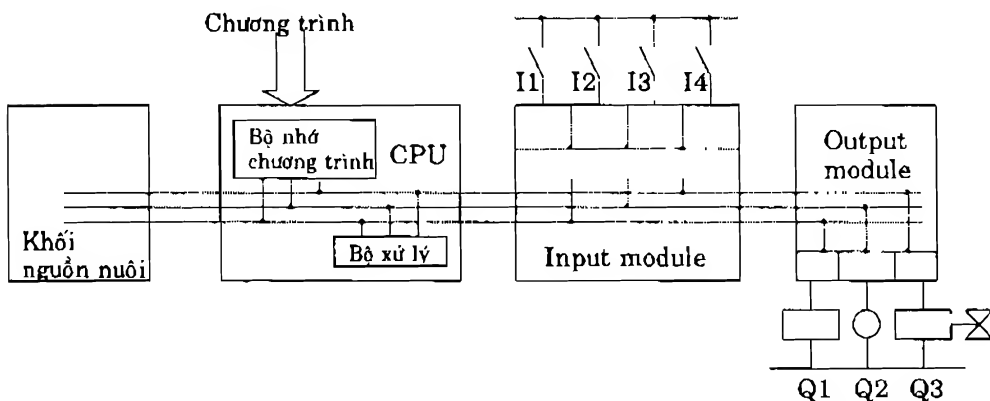 Chương trình
I1 I2 I3 I4
Bộ nhớ
chương trình
CPU
Output
module
Khối
nguồn nuôi
Bộ xử lý
Input module
Q1 Q2 Q3